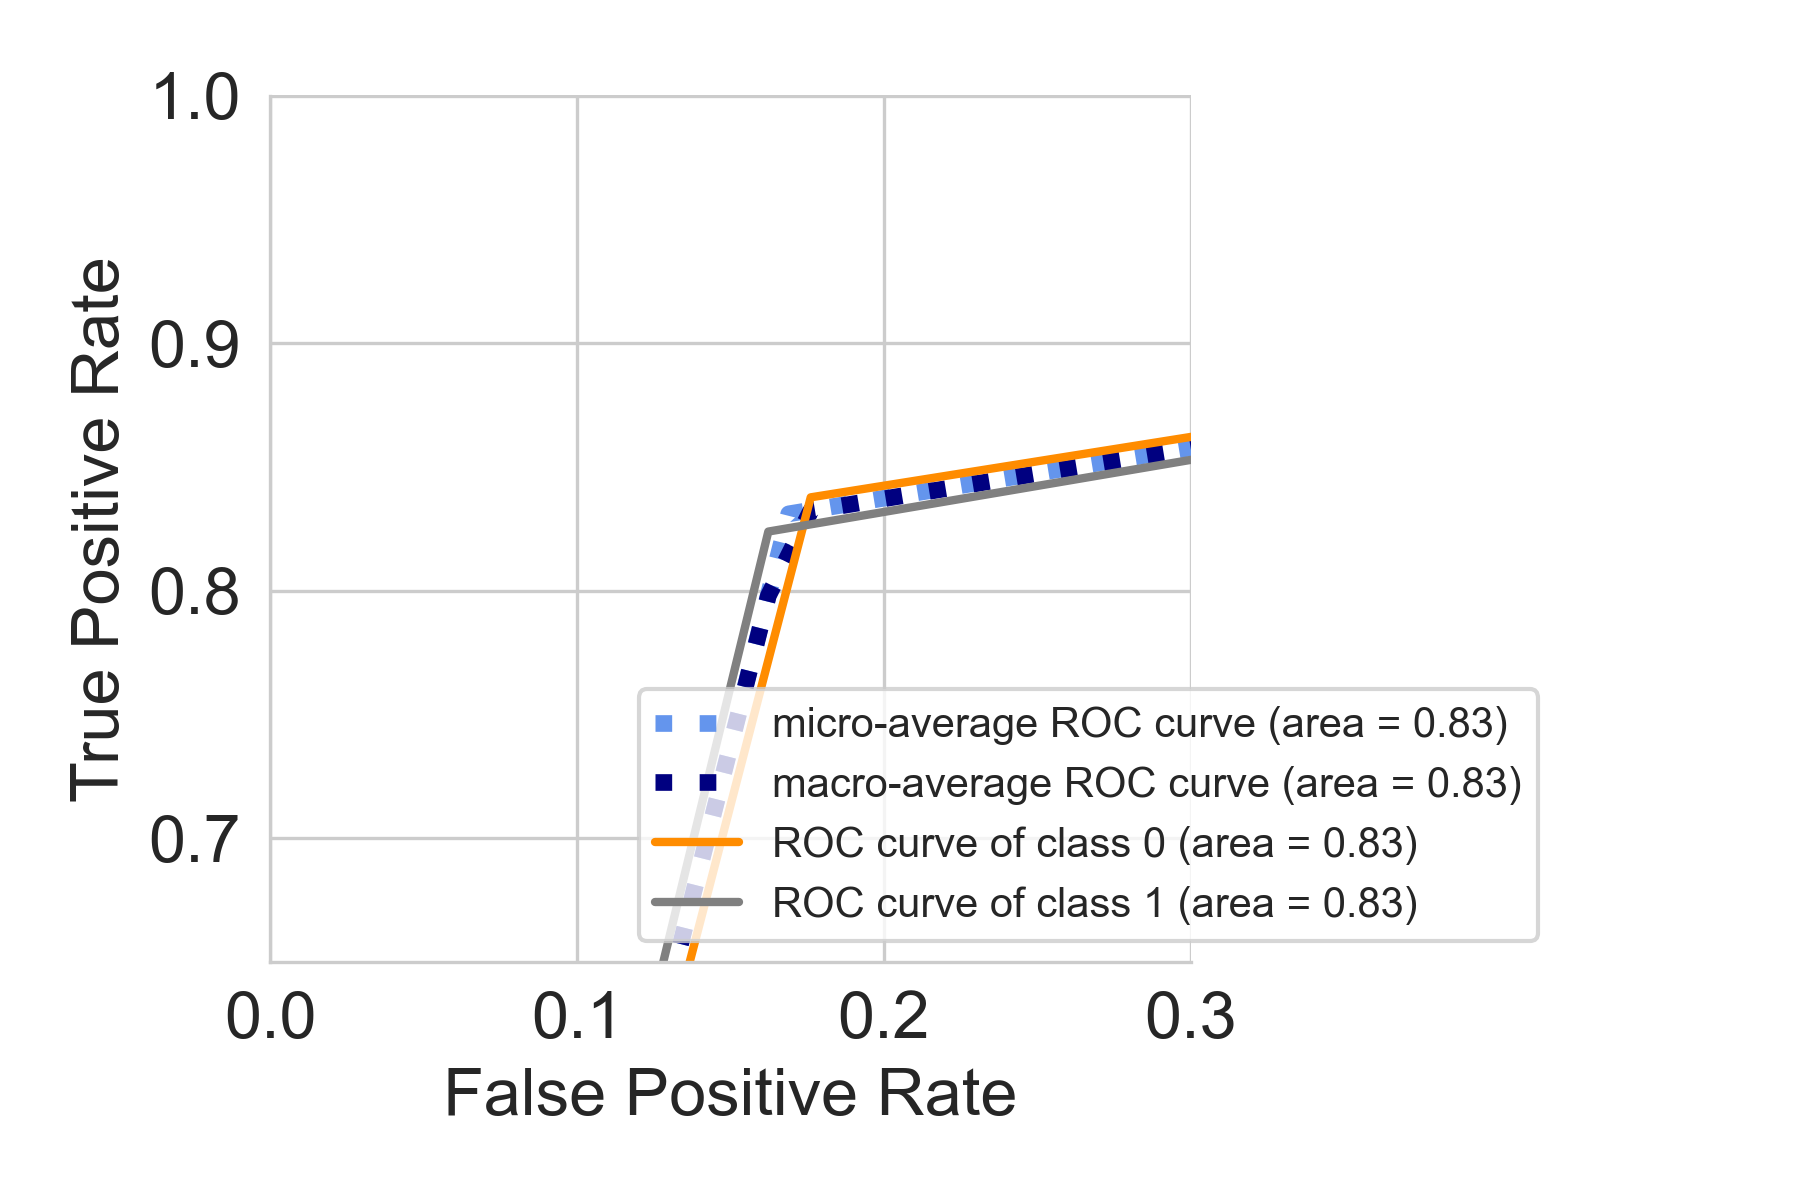 True Positive Rate
1.0
0.9
0.8
0.7
micro-average ROC curve (area = 0.83)
macro-average ROC curve (area = 0.83)
ROC curve of class 0 (area = 0.83)
ROC curve of class 1 (area = 0.83)
0.0 0.1 0.2 0.3
False Positive Rate